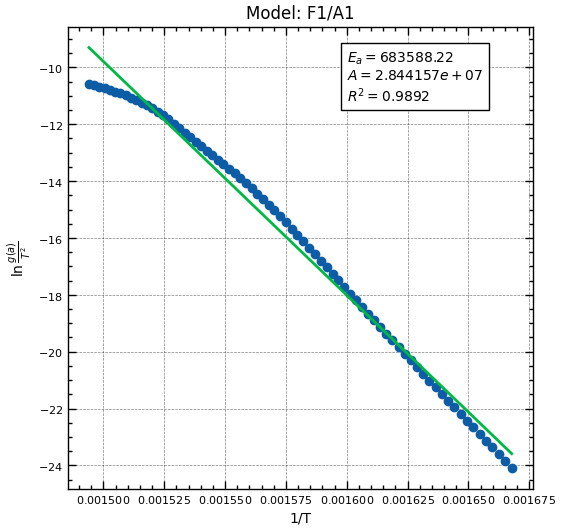 Model: F1/A1
E_a = 683588.22
A = 2.844157e + 07
R^2 = 0.9892
ln g(a)/T^2
−10
−12
−14
−16
−18
−20
−22
−24
0.001500 0.001525 0.001550 0.001575 0.001600 0.001625 0.001650 0.001675
1/T